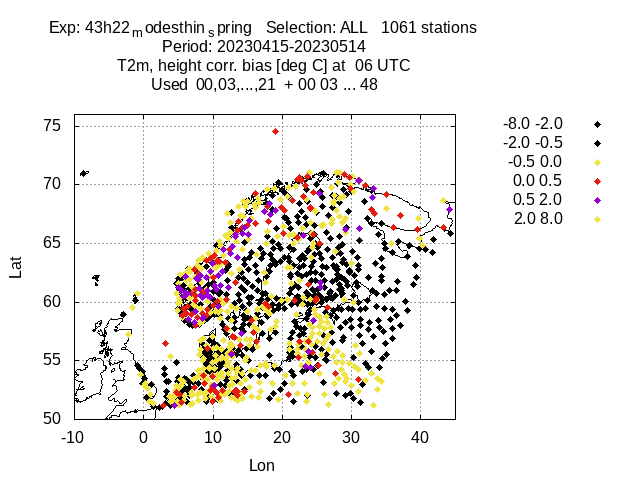 Exp: 43h22modesthinspring Selection: ALL 1061 stations
Period: 20230415-20230514
T2m, height corr. bias [deg C] at 06 UTC
Used 00,03,...,21 + 00 03 ... 48
-8.0 -2.0
-2.0 -0.5
-0.5 0.0
0.0 0.5
0.5 2.0
2.0 8.0
75
70
65
60
55
50
Lat
-10 0 10 20 30 40
Lon